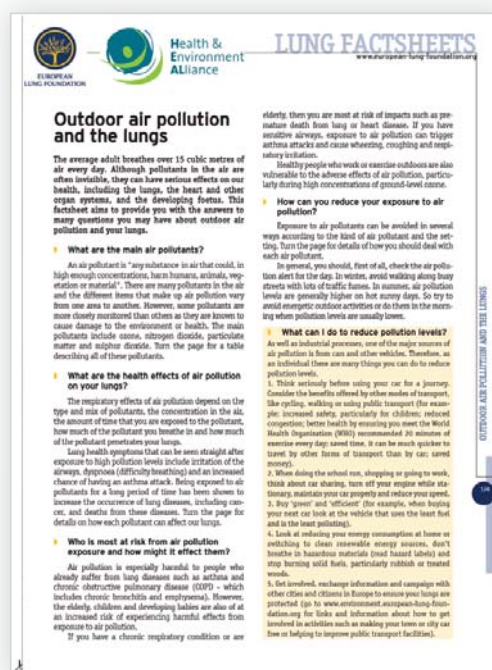 EUROPEAN
LUNG FOUNDATION
Health &
Environment
ALliance
LUNG FACTSHEETS
www.european-lung-foundation.org
Outdoor air pollution
and the lungs
The average adult breathes over 15 cubic metres of
air every day. Although pollutants in the air are
often invisible, they can have serious effects on our
health, including the lungs, the heart and other
organ systems, and the developing foetus. This
factsheet aims to provide you with the answers to
many questions you may have about outdoor air
pollution and your lungs.
What are the main air pollutants?
An air pollutant is "any substance in air that could, in
high enough concentrations, harm humans, animals, veg-
etation or material". There are many pollutants in the air
and the different items that make up air pollution vary
from one area to another. However, some pollutants are
more closely monitored than others as they are known to
cause damage to the environment or health. The main
pollutants include ozone, nitrogen dioxide, particulate
matter and sulphur dioxide. Turn the page for a table
describing all of these pollutants.
What are the health effects of air pollution
on your lungs?
The respiratory effects of air pollution depend on the
type and mix of pollutants, the concentration in the air,
the amount of time that you are exposed to the pollutant,
how much of the pollutant you breathe in and how much
of the pollutant penetrates your lungs.
Lung health symptoms that can be seen straight after
exposure to high pollution levels include irritation of the
airways, dyspnoea (difficulty breathing) and an increased
chance of having an asthma attack. Being exposed to air
pollutants for a long period of time has been shown to
increase the occurrence of lung diseases, including can-
cer, and deaths from these diseases. Turn the page for
details on how each pollutant can affect our lungs.
Who is most at risk from air pollution
exposure and how might it effect them?
Air pollution is especially harmful to people who
already suffer from lung diseases such as asthma and
chronic obstructive pulmonary disease (COPD - which
includes chronic bronchitis and emphysema). However,
the elderly, children and developing babies are also of at
an increased risk of experiencing harmful effects from
exposure to air pollution.
If you have a chronic respiratory condition or are
elderly, then you are most at risk of impacts such as pre-
mature death from lung or heart disease. If you have
sensitive airways, exposure to air pollution can trigger
asthma attacks and cause wheezing, coughing and respi-
ratory irritation.
Healthy people who work or exercise outdoors are also
vulnerable to the adverse effects of air pollution, particu-
larly during high concentrations of ground-level ozone.
How can you reduce your exposure to air
pollution?
Exposure to air pollutants can be avoided in several
ways according to the kind of air pollutant and the set-
ting. Turn the page for details of how you should deal with
each air pollutant.
In general, you should, first of all, check the air pollu-
tion alert for the day. In winter, avoid walking along busy
streets with lots of traffic fumes. In summer, air pollution
levels are generally higher on hot sunny days. So try to
avoid energetic outdoor activities or do them in the morn-
ing when pollution levels are usually lower.
What can I do to reduce pollution levels?
As well as industrial processes, one of the major sources of
air pollution is from cars and other vehicles. Therefore, as
an individual there are many things you can do to reduce
pollution levels.
1. Think seriously before using your car for a journey.
Consider the benefits offered by other modes of transport,
like cycling, walking or using public transport (for exam-
ple: increased safety, particularly for children; reduced
congestion; better health by ensuring you meet the World
Health Organisation (WHO) recommended 20 minutes of
exercise every day; saved time, it can be much quicker to
travel by other forms of transport than by car; saved
money).
2. When doing the school run, shopping or going to work,
think about car sharing, turn off your engine while sta-
tionary, maintain your car properly and reduce your speed.
3. Buy 'green' and 'efficient' (for example, when buying
your next car look at the vehicle that uses the least fuel
and is the least polluting).
4. Look at reducing your energy consumption at home or
switching to clean renewable energy sources, don't
breathe in hazardous materials (read hazard labels) and
stop burning solid fuels, particularly rubbish or treated
woods.
5. Get involved, exchange information and campaign with
other cities and citizens in Europe to ensure your lungs are
protected (go to www.environment.european-lung-foun-
dation.org for links and information about how to get
involved in activities such as making your town or city car
free or helping to improve public transport facilities).
OUTDOOR AIR POLLUTION AND THE LUNGS